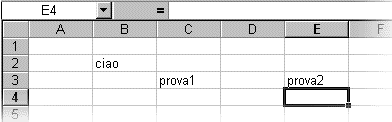 E4 =
A B C D E F
1
2 ciao
3 prova1 prova2
4
5